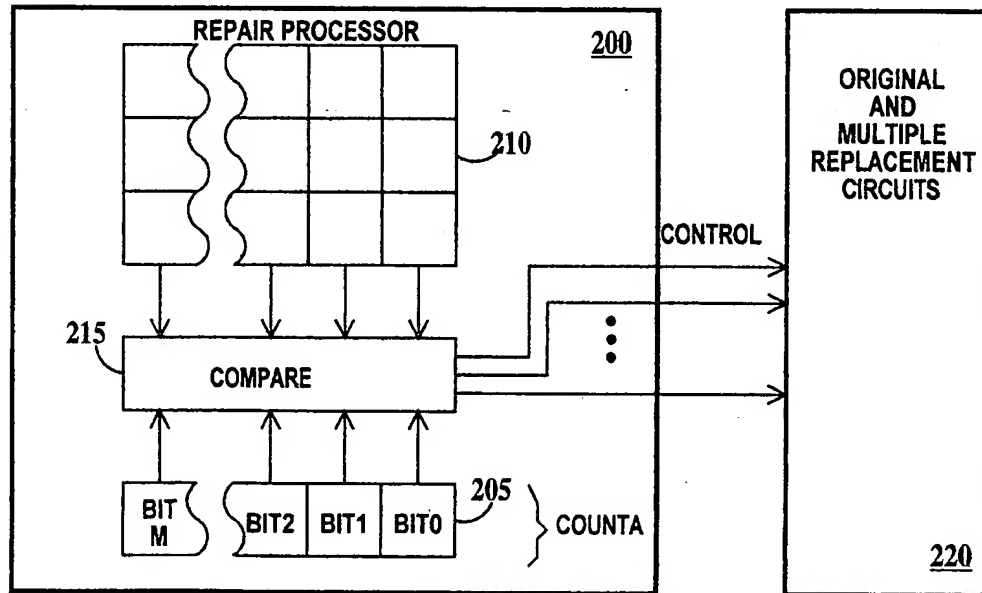 REPAIR PROCESSOR
200
210
ORIGINAL
AND
MULTIPLE
REPLACEMENT
CIRCUITS
CONTROL
215
COMPARE
205
BIT
M
BIT2
BIT1
BIT0
COUNTA
220